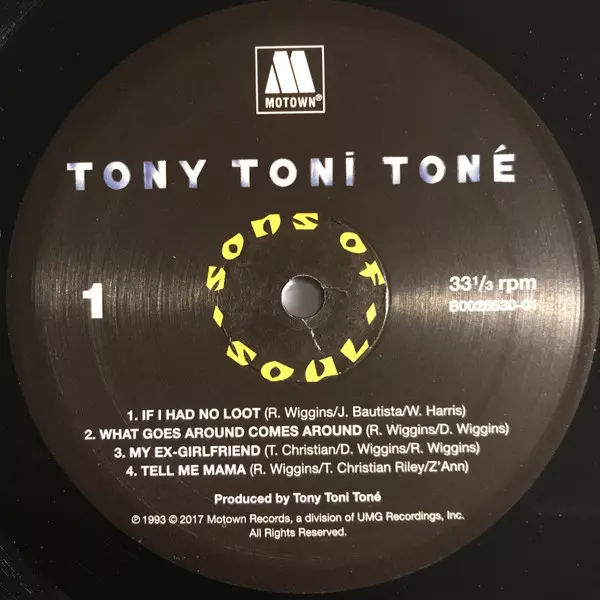 MOTOWN®
TONY TONI TONÉ
SONS OF
SOUL
1
33⅓ rpm
B0026530-01
1. IF I HAD NO LOOT (R. Wiggins/J. Bautista/W. Harris)
2. WHAT GOES AROUND COMES AROUND (R. Wiggins/D. Wiggins)
3. MY EX-GIRLFRIEND (T. Christian/D. Wiggins/R. Wiggins)
4. TELL ME MAMA (R. Wiggins/T. Christian Riley/Z'Ann)
Produced by Tony Toni Toné
℗ 1993 © 2017 Motown Records, a division of UMG Recordings, Inc.
All Rights Reserved.